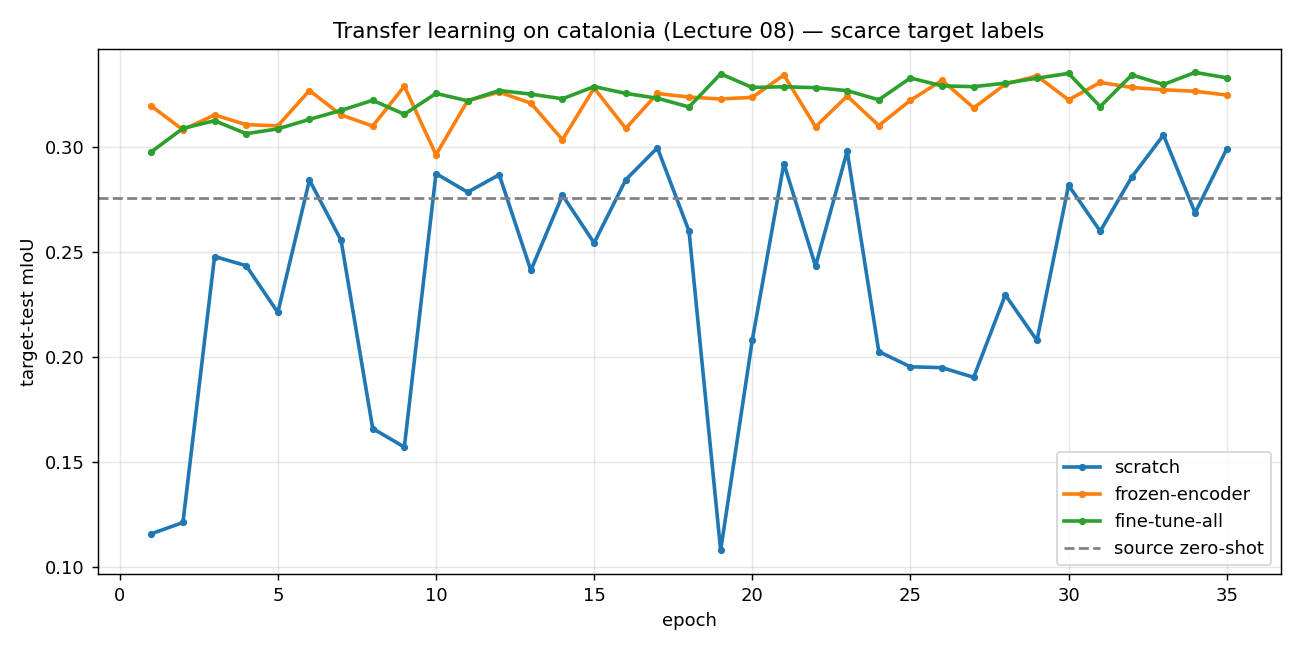 Transfer learning on catalonia (Lecture 08) — scarce target labels
target-test mIoU
0.30
0.25
0.20
0.15
0.10
0 5 10 15 20 25 30 35
epoch
scratch
frozen-encoder
fine-tune-all
source zero-shot